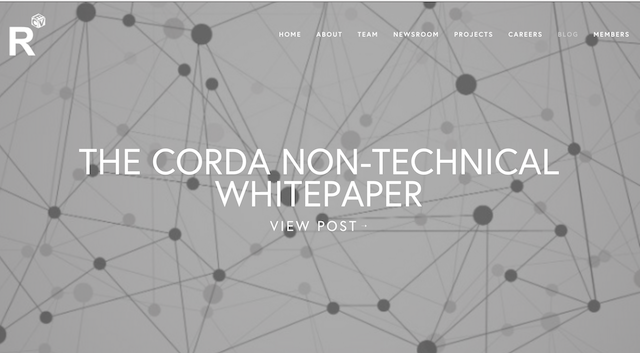 R
HOME ABOUT TEAM NEWSROOM PROJECTS CAREERS BLOG MEMBERS
THE CORDA NON-TECHNICAL
WHITEPAPER
VIEW POST ·